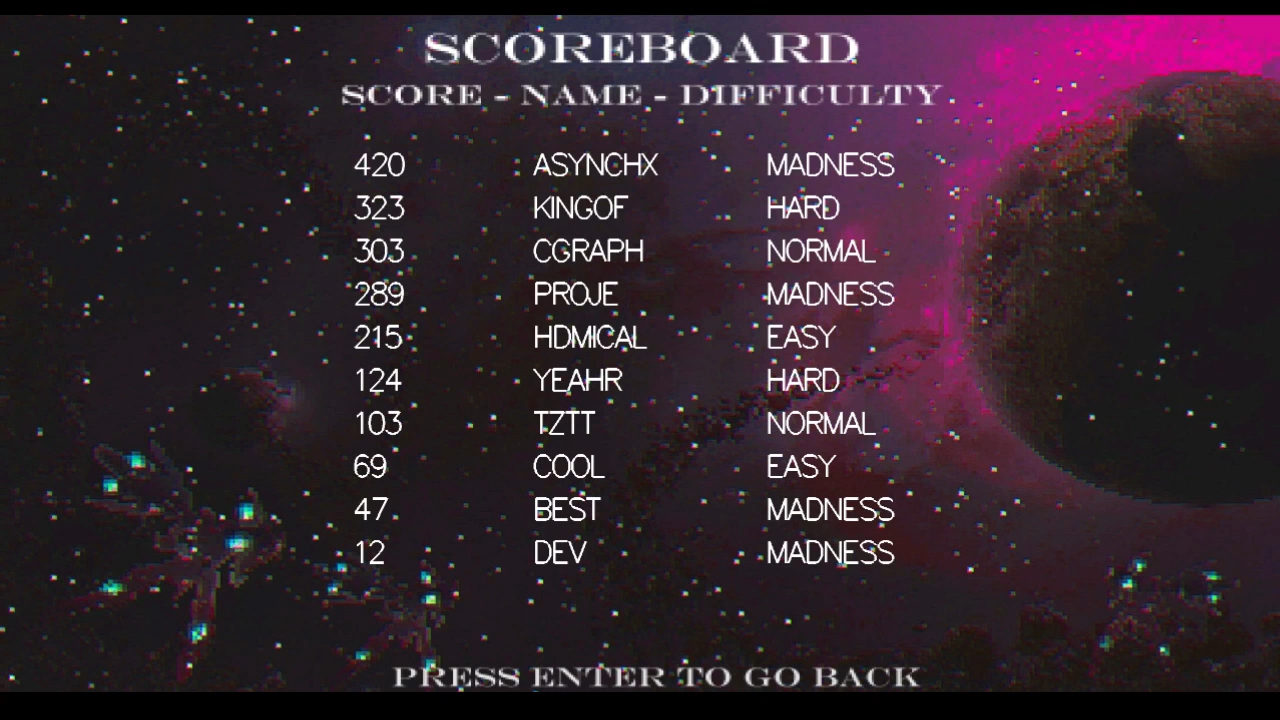 SCOREBOARD
SCORE - NAME - DIFFICULTY
420 ASYNCHX MADNESS
323 KINGOF HARD
303 CGRAPH NORMAL
289 PROJE MADNESS
215 HDMICAL EASY
124 YEAHR HARD
103 TZTT NORMAL
69 COOL EASY
47 BEST MADNESS
12 DEV MADNESS
PRESS ENTER TO GO BACK